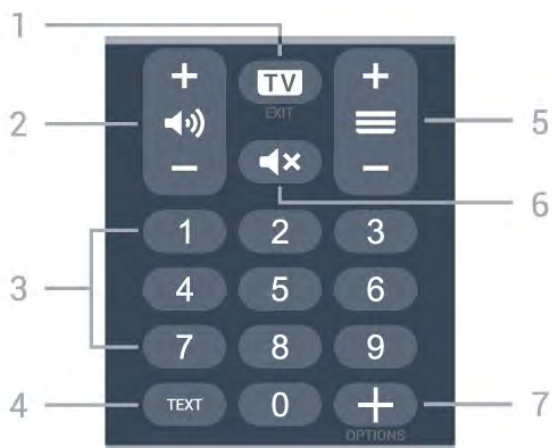 1
+ TV +
EXIT
2 5
- -
6
1 2 3
3
4 5 6
7 8 9
4 TEXT 0 + 7
OPTIONS